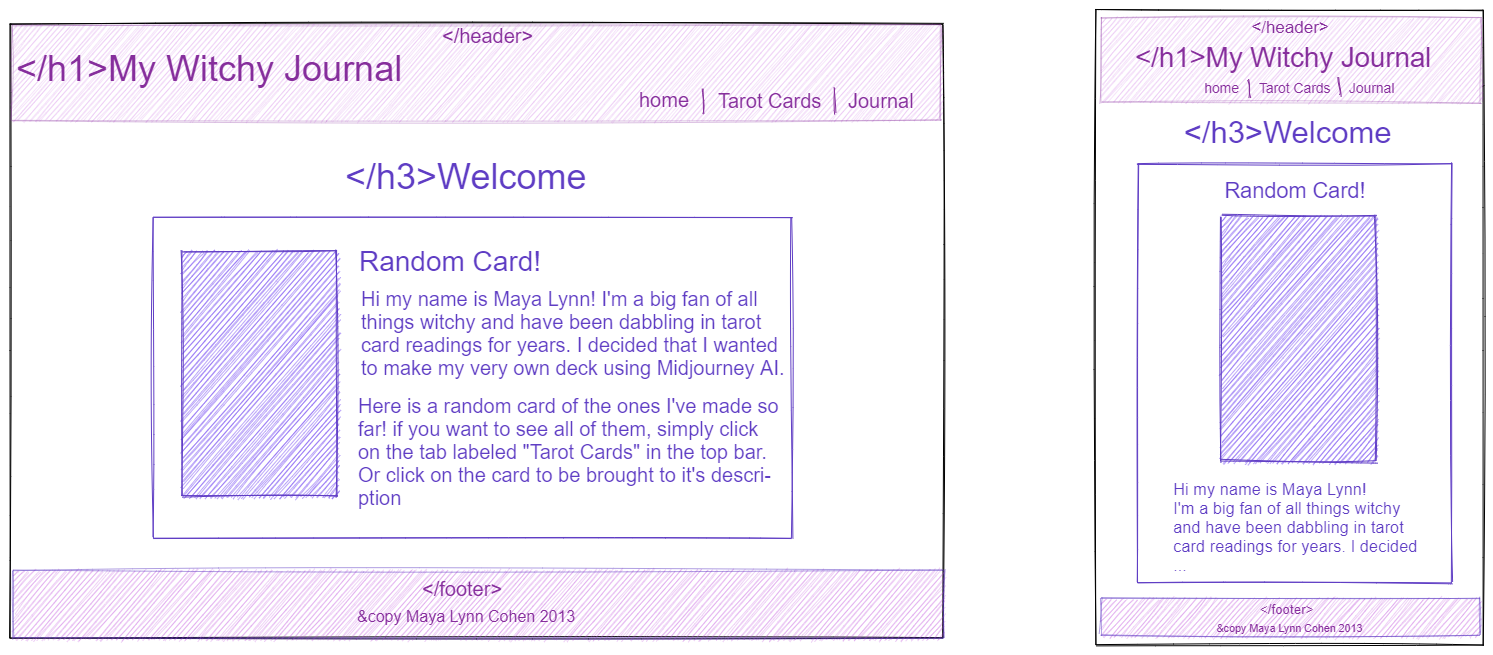 </header>
</h1>My Witchy Journal
home | Tarot Cards | Journal
</h3>Welcome
Random Card!
Hi my name is Maya Lynn! I'm a big fan of all
things witchy and have been dabbling in tarot
card readings for years. I decided that I wanted
to make my very own deck using Midjourney AI.
Here is a random card of the ones I've made so
far! if you want to see all of them, simply click
on the tab labeled "Tarot Cards" in the top bar.
Or click on the card to be brought to it's descri-
ption
</footer>
&copy Maya Lynn Cohen 2013
</header>
</h1>My Witchy Journal
home | Tarot Cards | Journal
</h3>Welcome
Random Card!
Hi my name is Maya Lynn!
I'm a big fan of all things witchy
and have been dabbling in tarot
card readings for years. I decided
...
</footer>
&copy Maya Lynn Cohen 2013